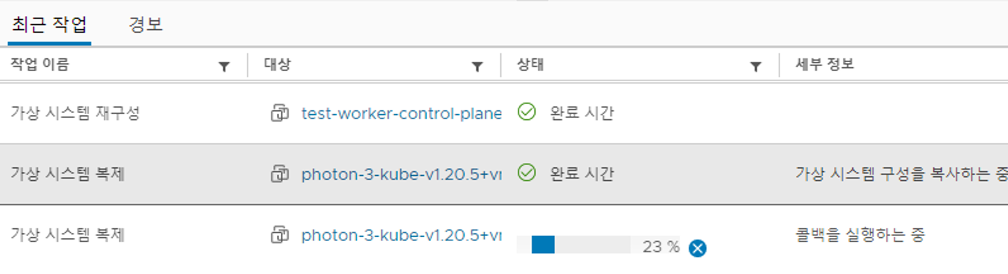 최근 작업 경보
작업 이름 대상 상태 세부 정보
가상 시스템 재구성 test-worker-control-plane 완료 시간
가상 시스템 복제 photon-3-kube-v1.20.5+vr 완료 시간 가상 시스템 구성을 복사하는 중
가상 시스템 복제 photon-3-kube-v1.20.5+vr 23 % 콜백을 실행하는 중